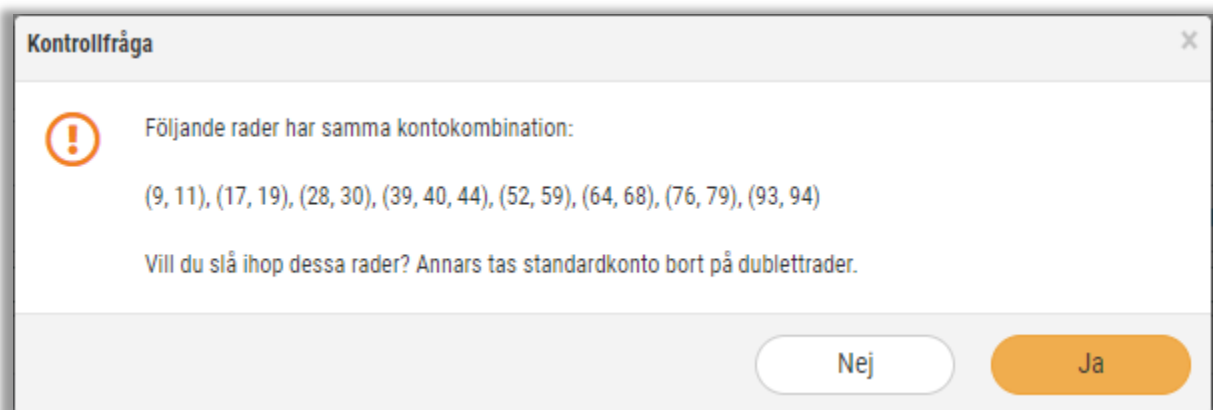 Kontrollfråga
Följande rader har samma kontokombination:
(9, 11), (17, 19), (28, 30), (39, 40, 44), (52, 59), (64, 68), (76, 79), (93, 94)
Vill du slå ihop dessa rader? Annars tas standardkonto bort på dublettrader.
Nej
Ja